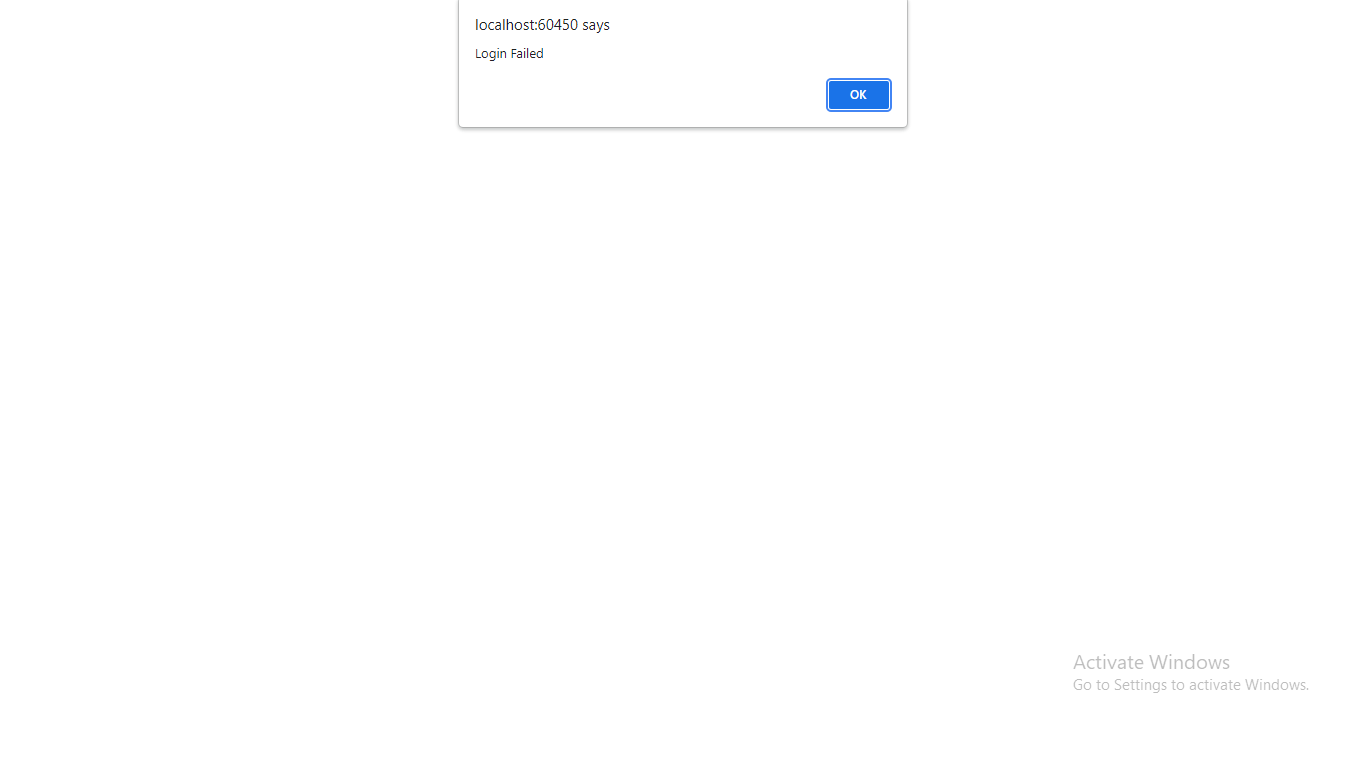 localhost:60450 says
Login Failed
OK
Activate Windows
Go to Settings to activate Windows.